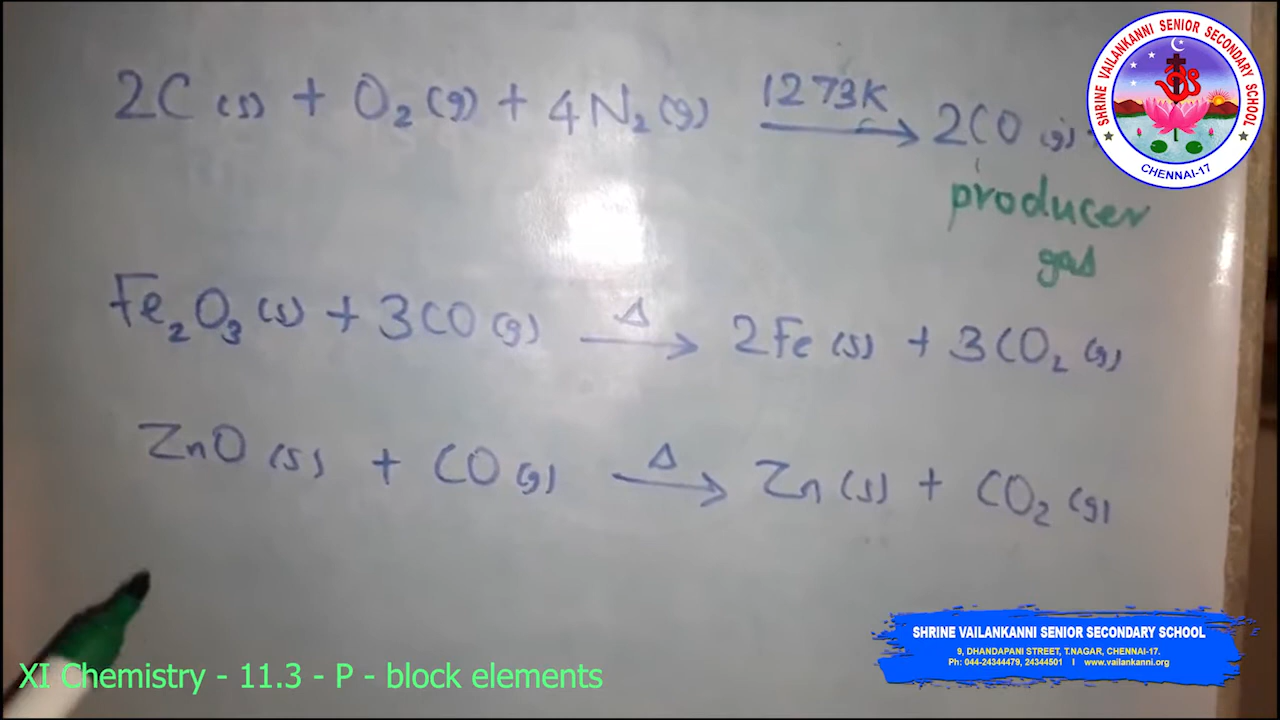 2C (s) + O₂ (g) + 4N₂ (g) 1273K → 2CO (g) +
producer
gas
Fe₂O₃ (s) + 3CO (g) Δ → 2Fe (s) + 3CO₂ (g)
ZnO (s) + CO (g) Δ → Zn (s) + CO₂ (g)
SHRINE VAILANKANNI SENIOR SECONDARY SCHOOL
CHENNAI-17
SHRINE VAILANKANNI SENIOR SECONDARY SCHOOL
9, DHANDAPANI STREET, T.NAGAR, CHENNAI-17.
Ph: 044-24344479, 24344501 I www.vailankanni.org
XI Chemistry - 11.3 - P - block elements